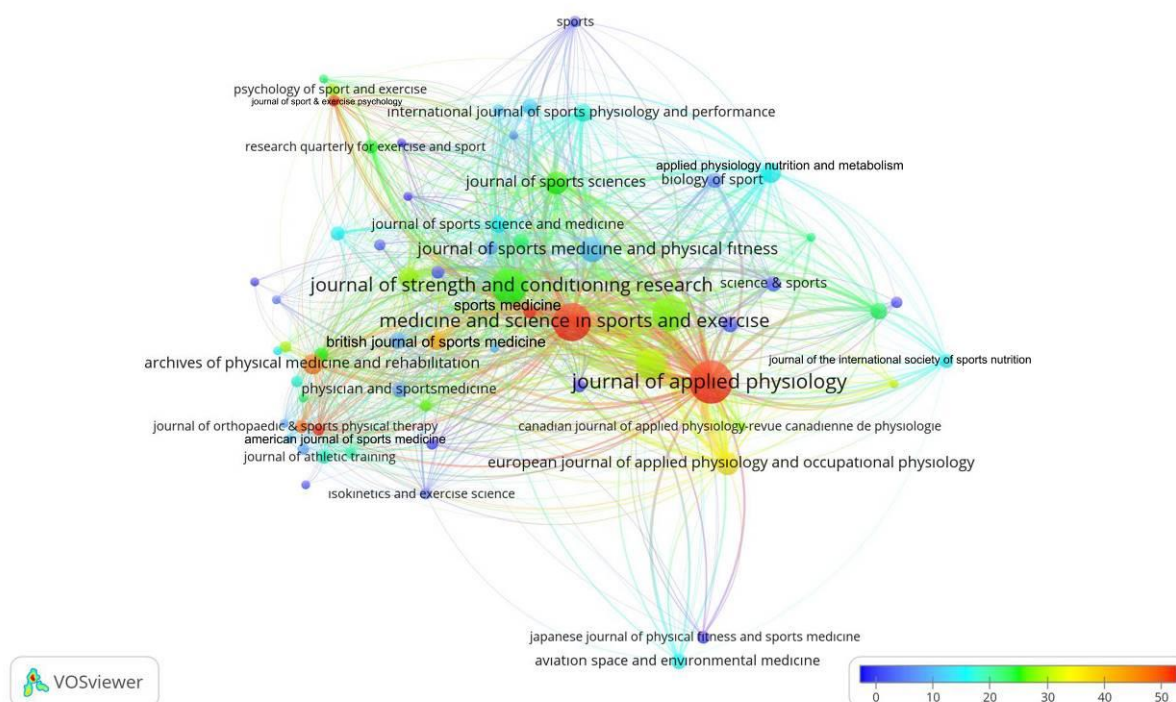 sports
psychology of sport and exercise
journal of sport & exercise psychology
international journal of sports physiology and performance
research quarterly for exercise and sport
applied physiology nutrition and metabolism
journal of sports sciences
biology of sport
journal of sports science and medicine
journal of sports medicine and physical fitness
journal of strength and conditioning research
science & sports
sports medicine
medicine and science in sports and exercise
british journal of sports medicine
archives of physical medicine and rehabilitation
journal of the international society of sports nutrition
journal of applied physiology
physician and sportsmedicine
journal of orthopaedic & sports physical therapy
canadian journal of applied physiology-revue canadienne de physiologie
american journal of sports medicine
journal of athletic training
european journal of applied physiology and occupational physiology
isokinetics and exercise science
japanese journal of physical fitness and sports medicine
aviation space and environmental medicine
VOSviewer
0 10 20 30 40 50